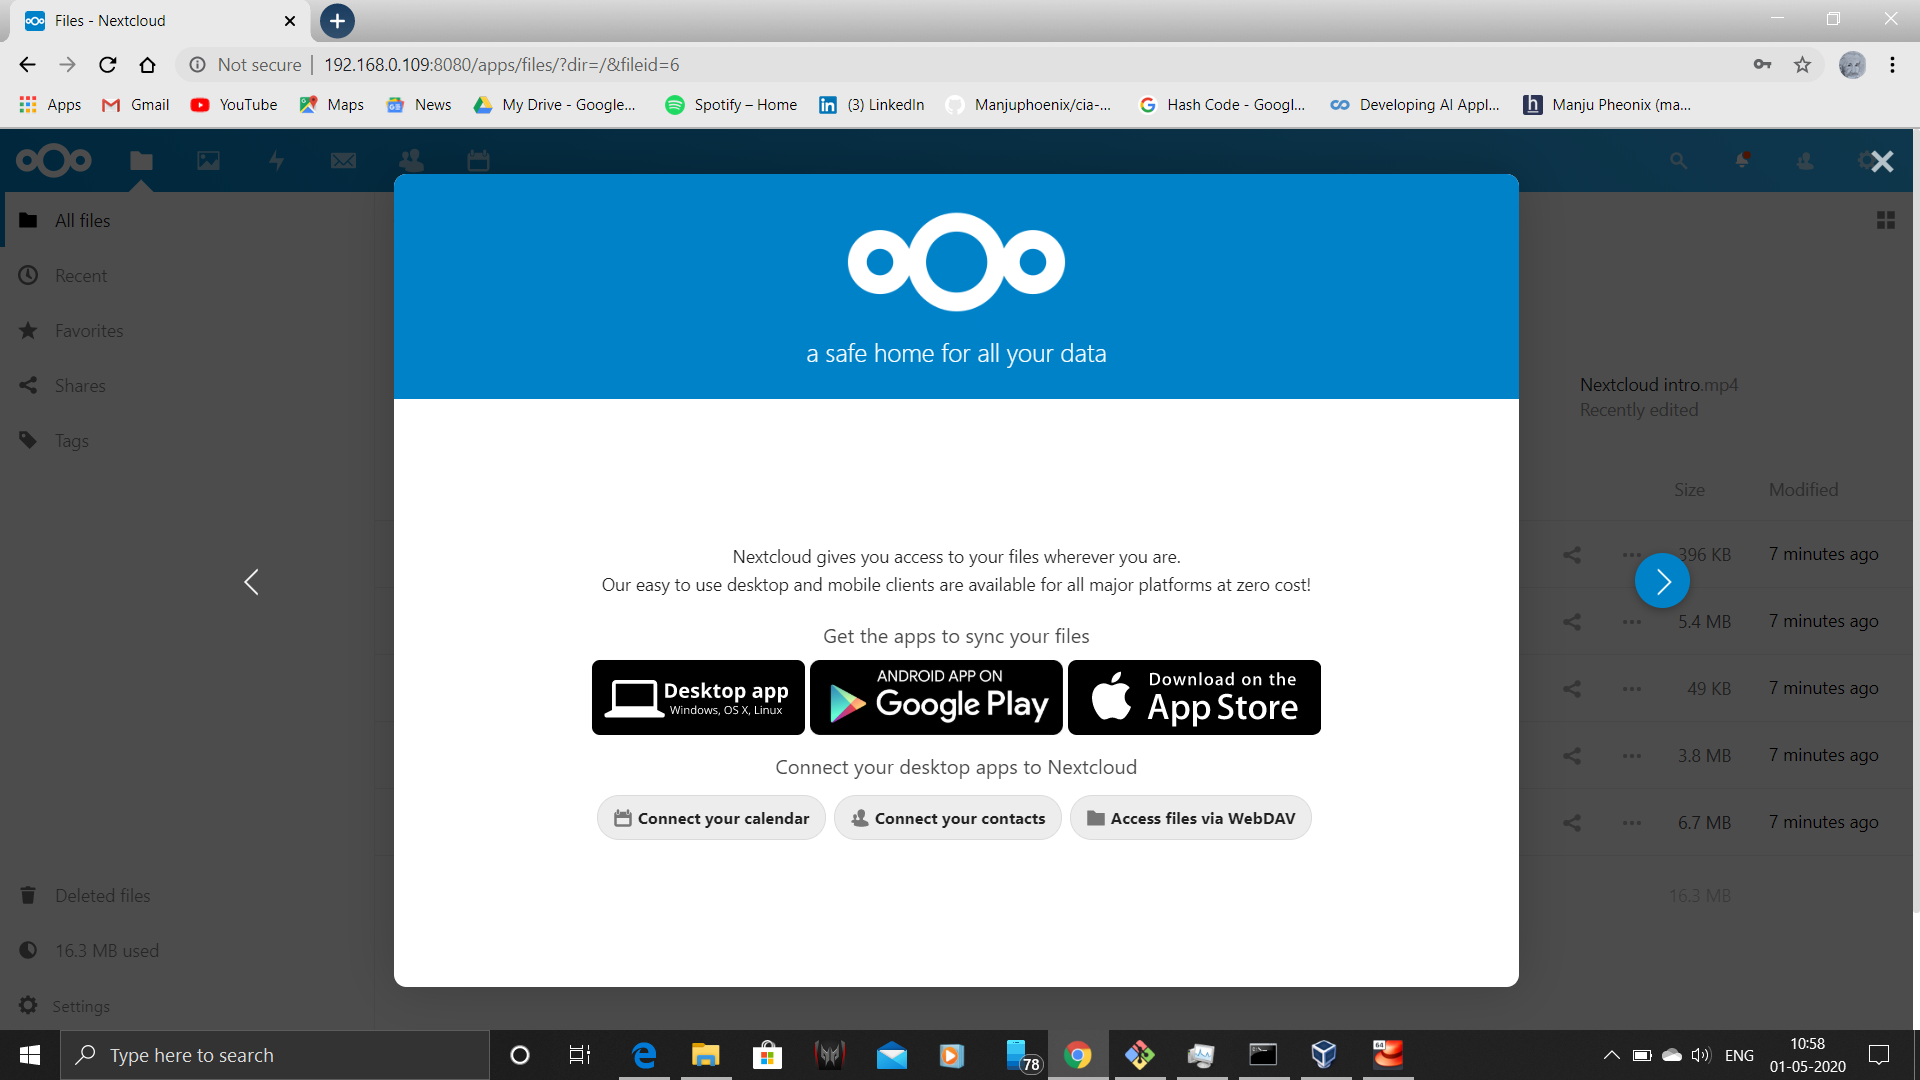 Files - Nextcloud
Not secure | 192.168.0.109:8080/apps/files/?dir=/&fileid=6
Apps Gmail YouTube Maps News My Drive - Google... Spotify – Home (3) LinkedIn Manjuphoenix/cia-... Hash Code - Googl... Developing AI Appl... Manju Pheonix (ma...
All files
Recent
Favorites
Shares
Tags
Deleted files
16.3 MB used
Settings
a safe home for all your data
Nextcloud gives you access to your files wherever you are.
Our easy to use desktop and mobile clients are available for all major platforms at zero cost!
Get the apps to sync your files
Desktop app
Windows, OS X, Linux
ANDROID APP ON
Google Play
Download on the
App Store
Connect your desktop apps to Nextcloud
Connect your calendar Connect your contacts Access files via WebDAV
Nextcloud intro.mp4
Recently edited
Size Modified
396 KB 7 minutes ago
5.4 MB 7 minutes ago
49 KB 7 minutes ago
3.8 MB 7 minutes ago
6.7 MB 7 minutes ago
16.3 MB
Type here to search
78
64
ENG
10:58
01-05-2020